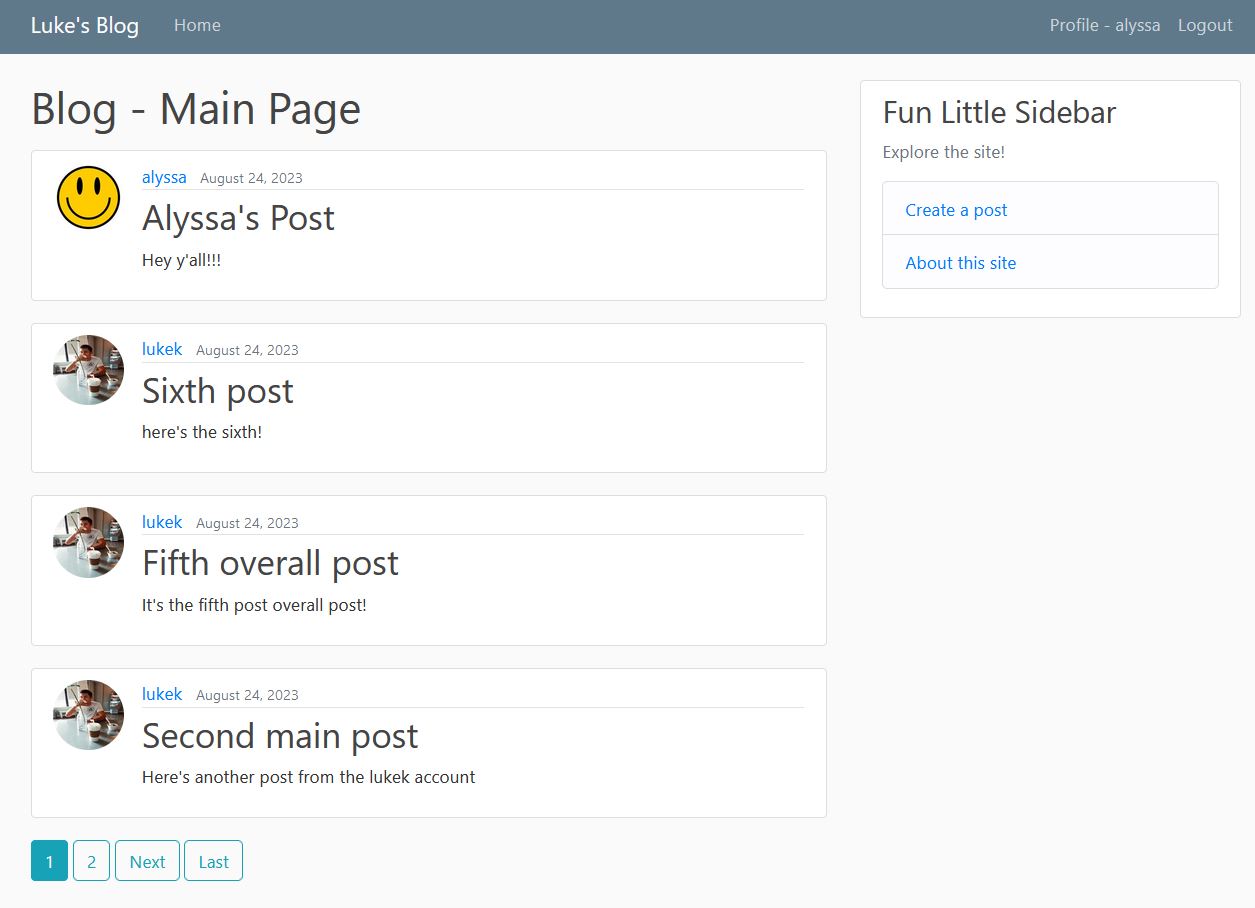 Luke's Blog Home Profile - alyssa Logout
Blog - Main Page
alyssa August 24, 2023
Alyssa's Post
Hey y'all!!!
lukek August 24, 2023
Sixth post
here's the sixth!
lukek August 24, 2023
Fifth overall post
It's the fifth post overall post!
lukek August 24, 2023
Second main post
Here's another post from the lukek account
1 2 Next Last
Fun Little Sidebar
Explore the site!
Create a post
About this site